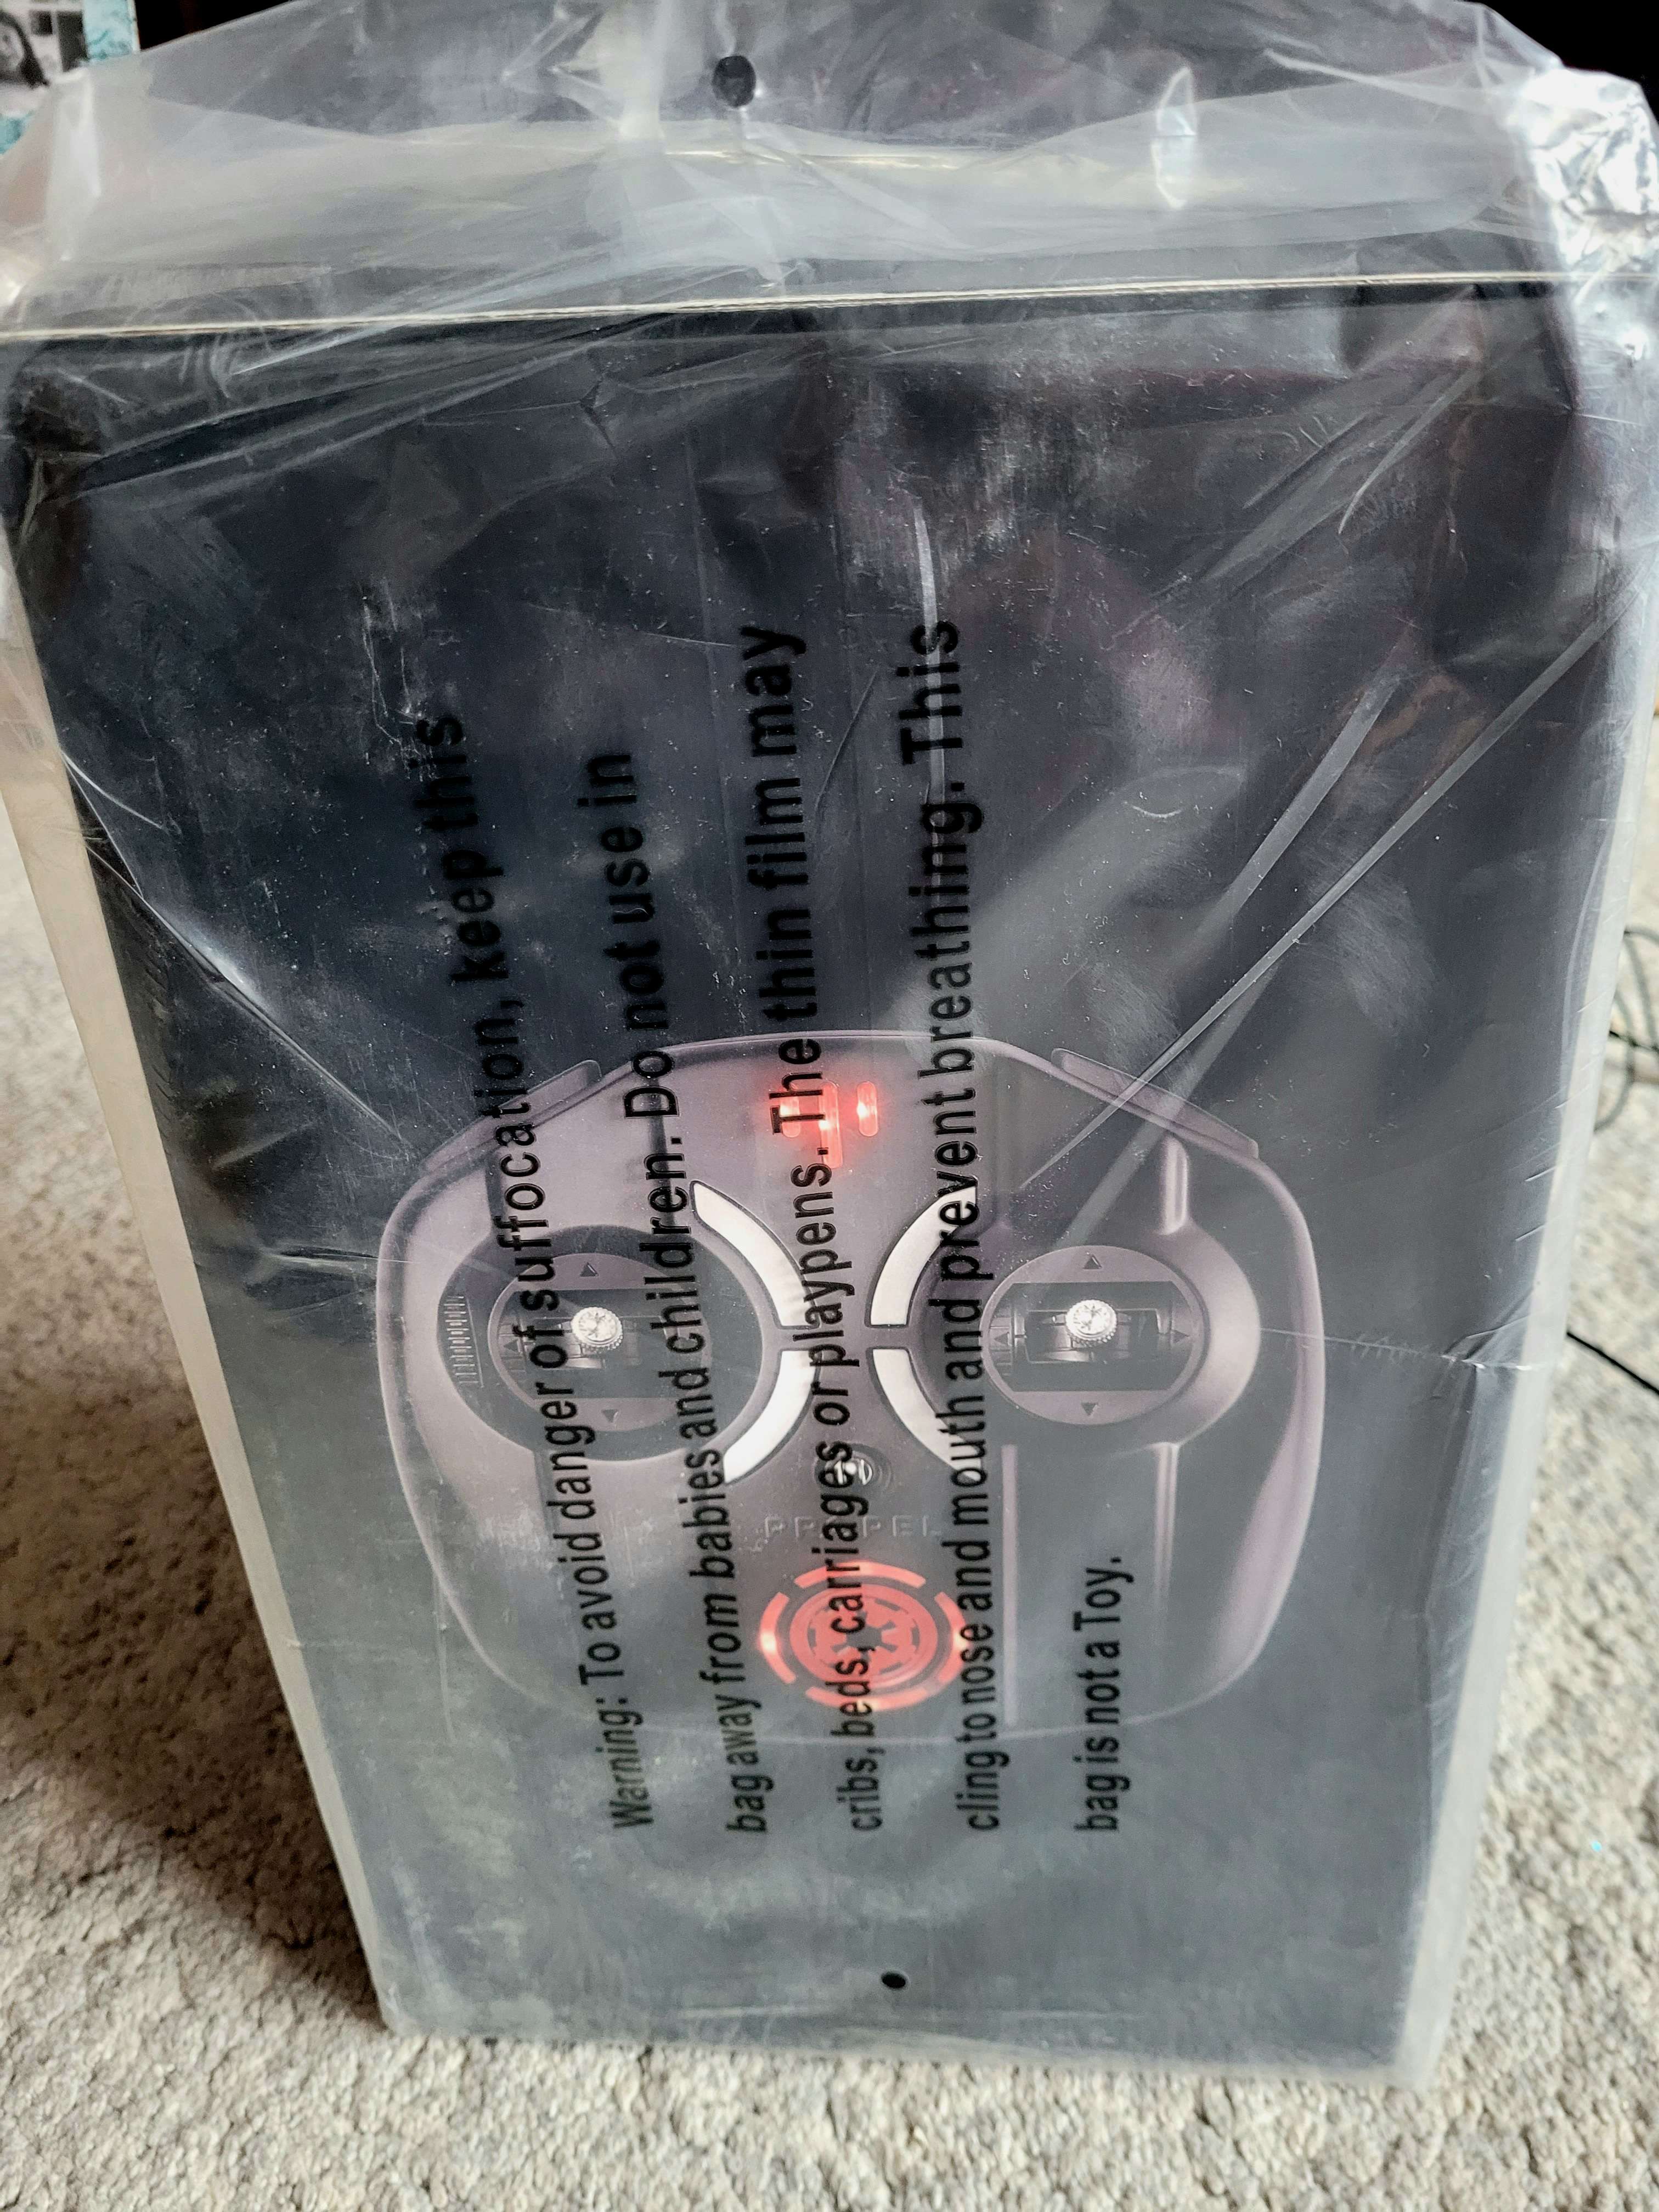 Warning: To avoid danger of suffocation, keep this
bag away from babies and children. Do not use in
cribs, beds, carriages or playpens. The thin film may
cling to nose and mouth and prevent breathing. This
bag is not a Toy.
PROPEL